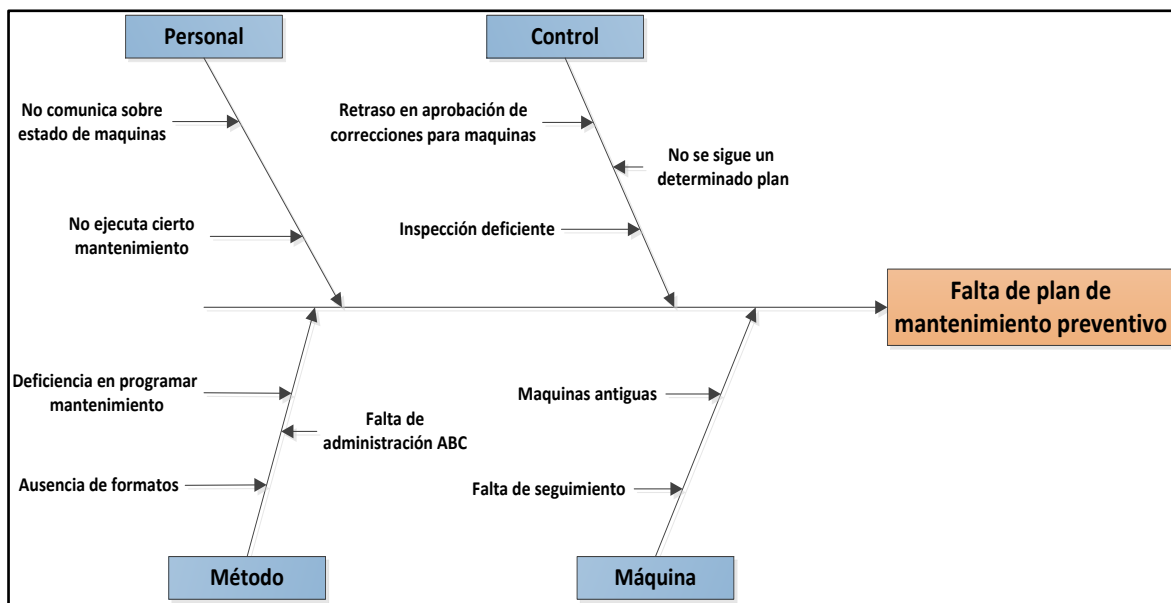 Personal
Control
No comunica sobre
estado de maquinas
Retraso en aprobación de
correcciones para maquinas
No se sigue un
determinado plan
No ejecuta cierto
mantenimiento
Inspección deficiente
Falta de plan de
mantenimiento preventivo
Deficiencia en programar
mantenimiento
Maquinas antiguas
Falta de
administración ABC
Ausencia de formatos
Falta de seguimiento
Método
Máquina